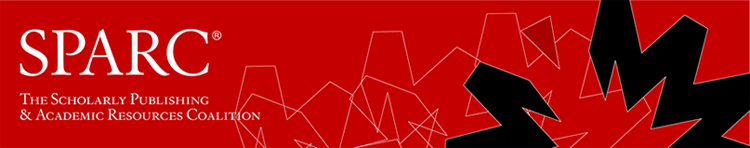 SPARC®
The Scholarly Publishing
& Academic Resources Coalition